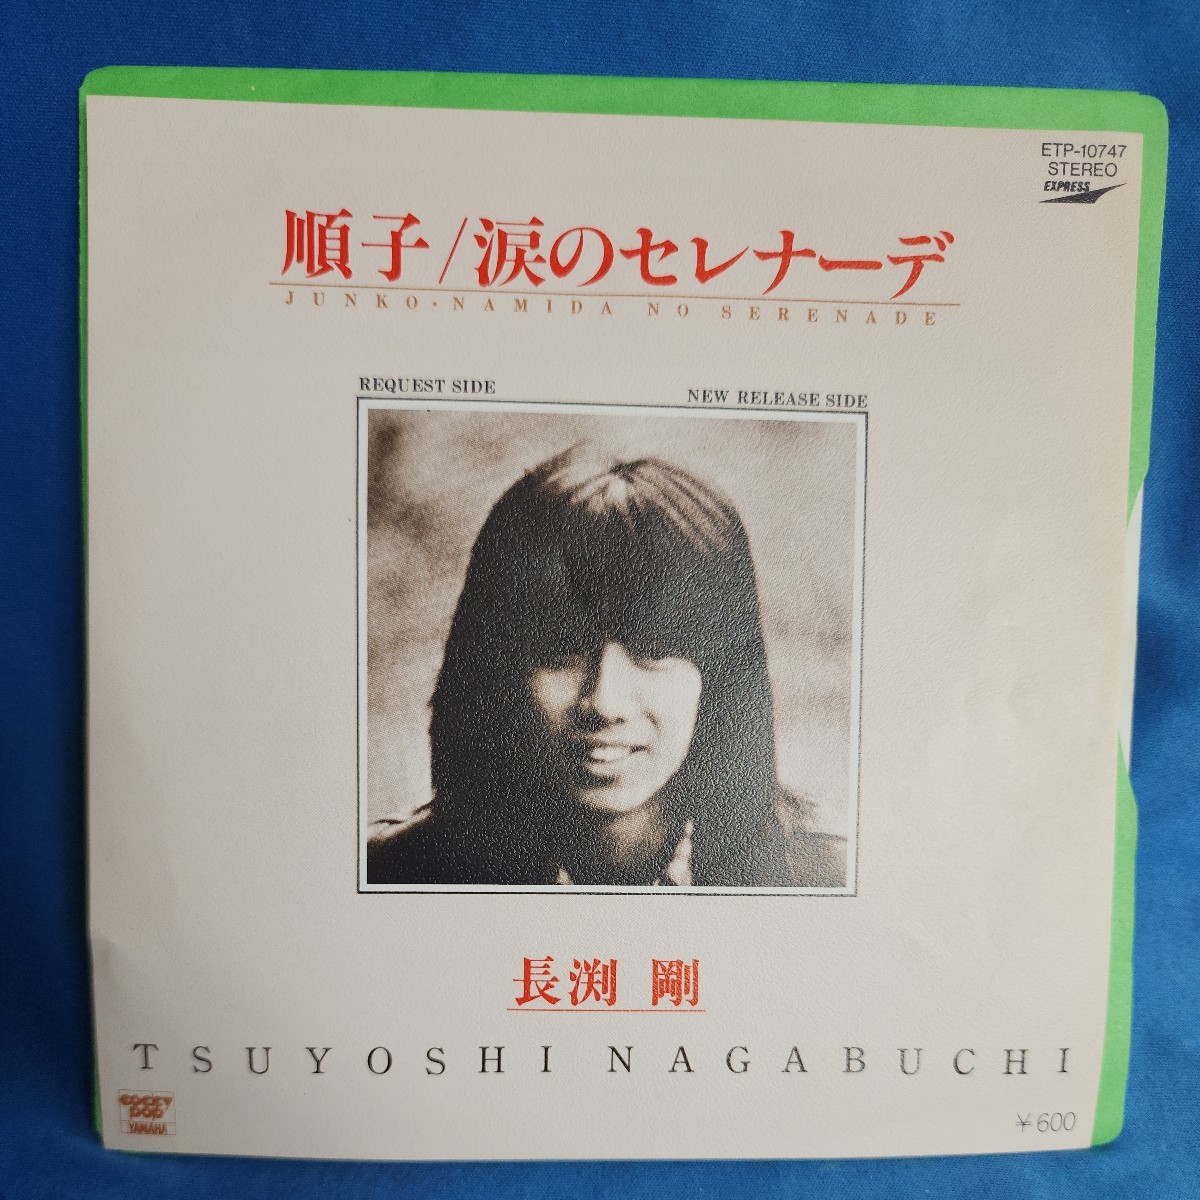 ETP-10747
STEREO
EXPRESS
順子/涙のセレナーデ
JUNKO・NAMIDA NO SERENADE
REQUEST SIDE
NEW RELEASE SIDE
長渕 剛
TSUYOSHI NAGABUCHI
COCKY
POP
YAMAHA
¥600